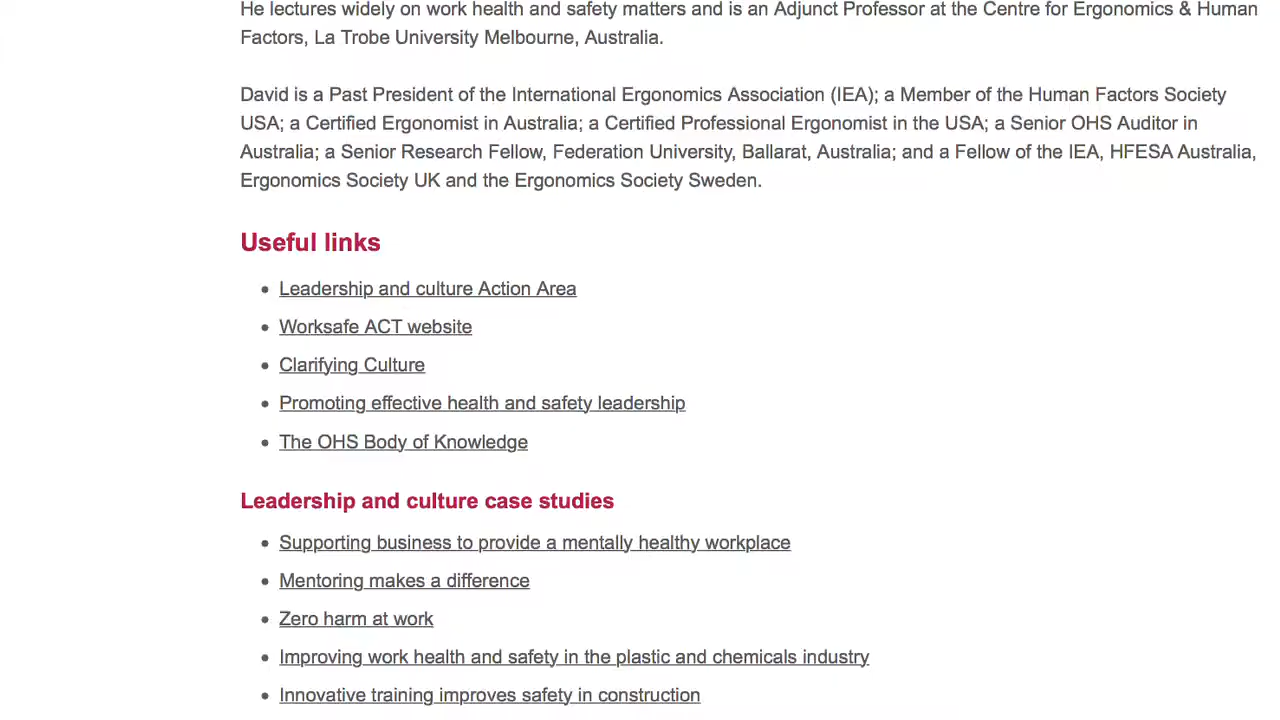 He lectures widely on work health and safety matters and is an Adjunct Professor at the Centre for Ergonomics & Human
Factors, La Trobe University Melbourne, Australia.
David is a Past President of the International Ergonomics Association (IEA); a Member of the Human Factors Society
USA; a Certified Ergonomist in Australia; a Certified Professional Ergonomist in the USA; a Senior OHS Auditor in
Australia; a Senior Research Fellow, Federation University, Ballarat, Australia; and a Fellow of the IEA, HFESA Australia,
Ergonomics Society UK and the Ergonomics Society Sweden.
Useful links
Leadership and culture Action Area
Worksafe ACT website
Clarifying Culture
Promoting effective health and safety leadership
The OHS Body of Knowledge
Leadership and culture case studies
Supporting business to provide a mentally healthy workplace
Mentoring makes a difference
Zero harm at work
Improving work health and safety in the plastic and chemicals industry
Innovative training improves safety in construction